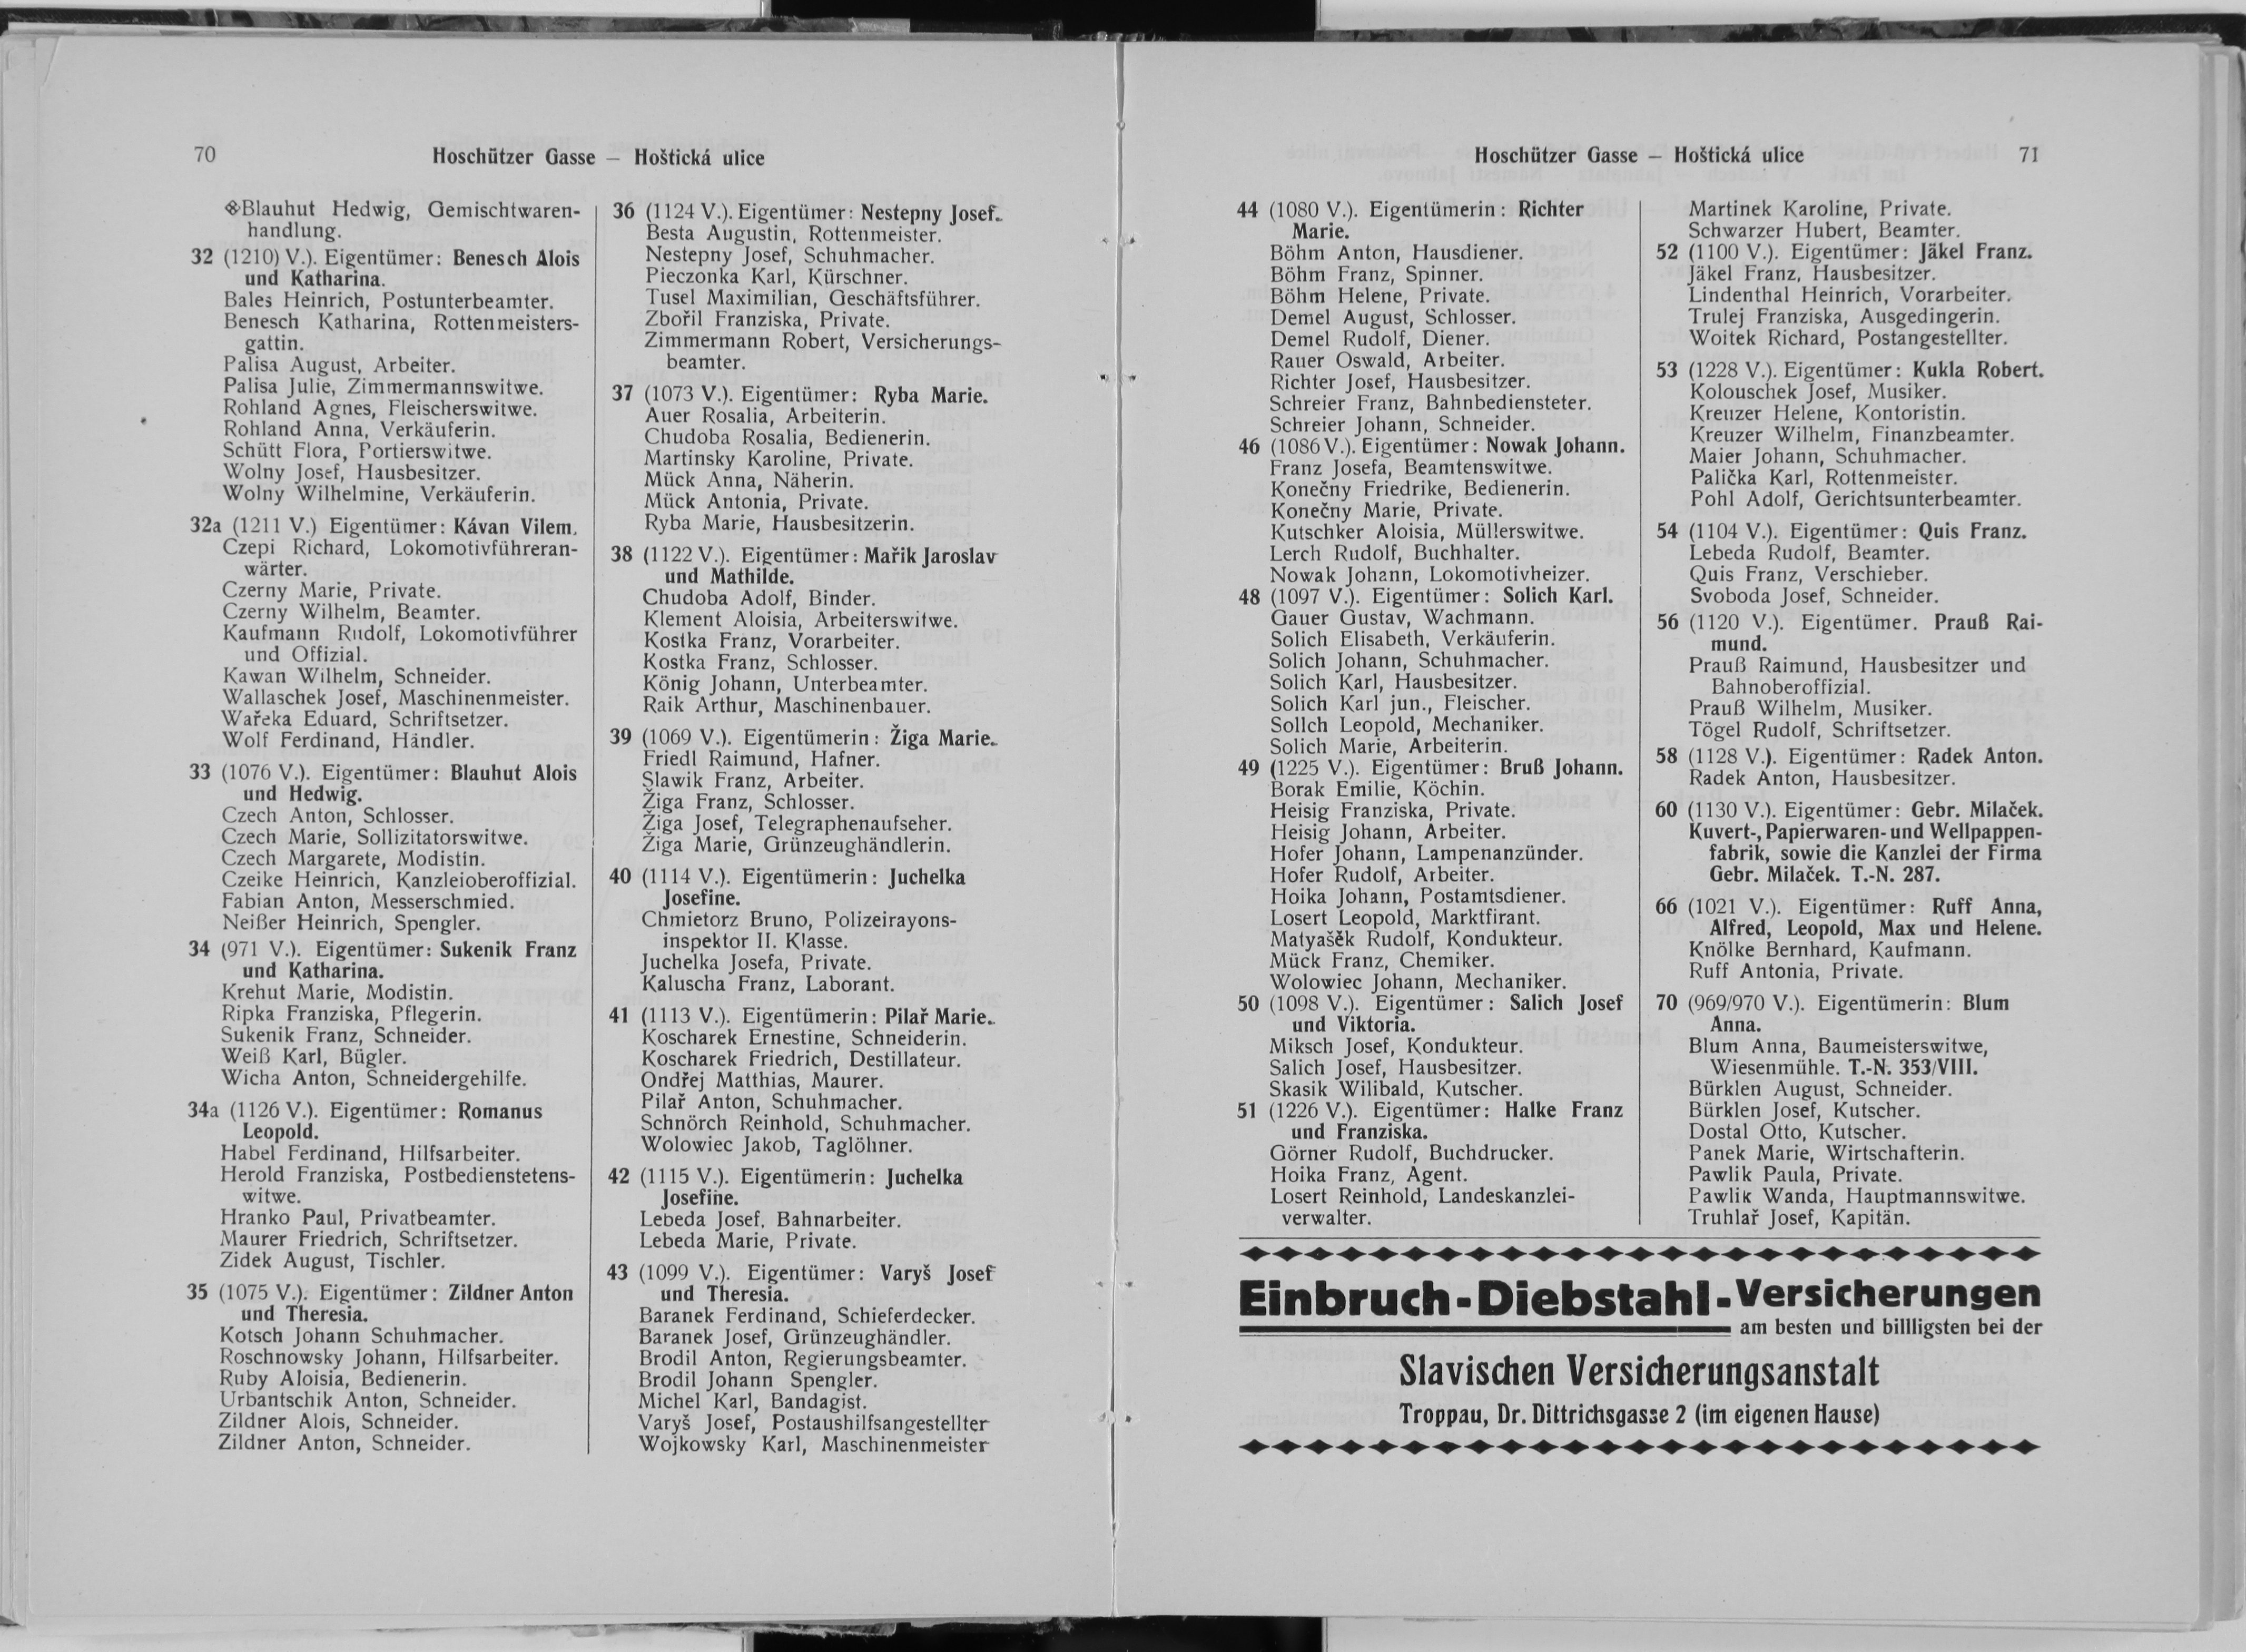 70
Hoschützer Gasse — Hoštická ulice
Blauhut Hedwig, Gemischtwaren-
handlung.
32 (1210) V.). Eigentümer: Benesch Alois
und Katharina.
Bales Heinrich, Postunterbeamter.
Benesch Katharina, Rottenmeisters-
gattin.
Palisa August, Arbeiter.
Palisa Julie, Zimmermannswitwe.
Rohland Agnes, Fleischerswitwe.
Rohland Anna, Verkäuferin.
Schütt Flora, Portierswitwe.
Wolny Josef, Hausbesitzer.
Wolny Wilhelmine, Verkäuferin.
32a (1211 V.) Eigentümer: Kávan Vilem.
Czepi Richard, Lokomotivführeran-
wärter.
Czerny Marie, Private.
Czerny Wilhelm, Beamter.
Kaufmann Rudolf, Lokomotivführer
und Offizial.
Kawan Wilhelm, Schneider.
Wallaschek Josef, Maschinenmeister.
Wařeka Eduard, Schriftsetzer.
Wolf Ferdinand, Händler.
33 (1076 V.). Eigentümer: Blauhut Alois
und Hedwig.
Czech Anton, Schlosser.
Czech Marie, Sollizitatorswitwe.
Czech Margarete, Modistin.
Czeike Heinrich, Kanzleioberoffizial.
Fabian Anton, Messerschmied.
Neißer Heinrich, Spengler.
34 (971 V.). Eigentümer: Sukenik Franz
und Katharina.
Krehut Marie, Modistin.
Ripka Franziska, Pflegerin.
Sukenik Franz, Schneider.
Weiß Karl, Bügler.
Wicha Anton, Schneidergehilfe.
34a (1126 V.). Eigentümer: Romanus
Leopold.
Habel Ferdinand, Hilfsarbeiter.
Herold Franziska, Postbedienstetens-
witwe.
Hranko Paul, Privatbeamter.
Maurer Friedrich, Schriftsetzer.
Zidek August, Tischler.
35 (1075 V.). Eigentümer: Zildner Anton
und Theresia.
Kotsch Johann Schuhmacher.
Roschnowsky Johann, Hilfsarbeiter.
Ruby Aloisia, Bedienerin.
Urbantschik Anton, Schneider.
Zildner Alois, Schneider.
Zildner Anton, Schneider.
36 (1124 V.). Eigentümer: Nestepny Josef.
Besta Augustin, Rottenmeister.
Nestepny Josef, Schuhmacher.
Pieczonka Karl, Kürschner.
Tusel Maximilian, Geschäftsführer.
Zbořil Franziska, Private.
Zimmermann Robert, Versicherungs-
beamter.
37 (1073 V.). Eigentümer: Ryba Marie.
Auer Rosalia, Arbeiterin.
Chudoba Rosalia, Bedienerin.
Martinsky Karoline, Private.
Mück Anna, Näherin.
Mück Antonia, Private.
Ryba Marie, Hausbesitzerin.
38 (1122 V.). Eigentümer: Mařik Jaroslav
und Mathilde.
Chudoba Adolf, Binder.
Klement Aloisia, Arbeiterswitwe.
Kostka Franz, Vorarbeiter.
Kostka Franz, Schlosser.
König Johann, Unterbeamter.
Raik Arthur, Maschinenbauer.
39 (1069 V.). Eigentümerin: Žiga Marie.
Friedl Raimund, Hafner.
Slawik Franz, Arbeiter.
Žiga Franz, Schlosser.
Žiga Josef, Telegraphenaufseher.
Žiga Marie, Grünzeughändlerin.
40 (1114 V.). Eigentümerin: Juchelka
Josefine.
Chmietorz Bruno, Polizeirayons-
inspektor II. Klasse.
Juchelka Josefa, Private.
Kaluscha Franz, Laborant.
41 (1113 V.). Eigentümerin: Pilař Marie.
Koscharek Ernestine, Schneiderin.
Koscharek Friedrich, Destillateur.
Ondřej Matthias, Maurer.
Pilař Anton, Schuhmacher.
Schnörch Reinhold, Schuhmacher.
Wolowiec Jakob, Taglöhner.
42 (1115 V.). Eigentümerin: Juchelka
Josefine.
Lebeda Josef, Bahnarbeiter.
Lebeda Marie, Private.
43 (1099 V.). Eigentümer: Varyš Josef
und Theresia.
Baranek Ferdinand, Schieferdecker.
Baranek Josef, Grünzeughändler.
Brodil Anton, Regierungsbeamter.
Brodil Johann Spengler.
Michel Karl, Bandagist.
Varyš Josef, Postaushilfsangestellter
Wojkowsky Karl, Maschinenmeister
Hoschützer Gasse — Hoštická ulice
71
44 (1080 V.). Eigentümerin: Richter
Marie.
Böhm Anton, Hausdiener.
Böhm Franz, Spinner.
Böhm Helene, Private.
Demel August, Schlosser.
Demel Rudolf, Diener.
Rauer Oswald, Arbeiter.
Richter Josef, Hausbesitzer.
Schreier Franz, Bahnbediensteter.
Schreier Johann, Schneider.
46 (1086 V.). Eigentümer: Nowak Johann.
Franz Josefa, Beamtenswitwe.
Konečny Friedrike, Bedienerin.
Konečny Marie, Private.
Kutschker Aloisia, Müllerswitwe.
Lerch Rudolf, Buchhalter.
Nowak Johann, Lokomotivheizer.
48 (1097 V.). Eigentümer: Solich Karl.
Gauer Gustav, Wachmann.
Solich Elisabeth, Verkäuferin.
Solich Johann, Schuhmacher.
Solich Karl, Hausbesitzer.
Solich Karl jun., Fleischer.
Sollch Leopold, Mechaniker.
Solich Marie, Arbeiterin.
49 (1225 V.). Eigentümer: Bruß Johann.
Borak Emilie, Köchin.
Heisig Franziska, Private.
Heisig Johann, Arbeiter.
Hofer Johann, Lampenanzünder.
Hofer Rudolf, Arbeiter.
Hoika Johann, Postamtsdiener.
Losert Leopold, Marktfirant.
Matyašěk Rudolf, Kondukteur.
Mück Franz, Chemiker.
Wolowiec Johann, Mechaniker.
50 (1098 V.). Eigentümer: Salich Josef
und Viktoria.
Miksch Josef, Kondukteur.
Salich Josef, Hausbesitzer.
Skasik Wilibald, Kutscher.
51 (1226 V.). Eigentümer: Halke Franz
und Franziska.
Görner Rudolf, Buchdrucker.
Hoika Franz, Agent.
Losert Reinhold, Landeskanzlei-
verwalter.
Martinek Karoline, Private.
Schwarzer Hubert, Beamter.
52 (1100 V.). Eigentümer: Jäkel Franz.
Jäkel Franz, Hausbesitzer.
Lindenthal Heinrich, Vorarbeiter.
Trulej Franziska, Ausgedingerin.
Woitek Richard, Postangestellter.
53 (1228 V.). Eigentümer: Kukla Robert.
Kolouschek Josef, Musiker.
Kreuzer Helene, Kontoristin.
Kreuzer Wilhelm, Finanzbeamter.
Maier Johann, Schuhmacher.
Palička Karl, Rottenmeister.
Pohl Adolf, Gerichtsunterbeamter.
54 (1104 V.). Eigentümer: Quis Franz.
Lebeda Rudolf, Beamter.
Quis Franz, Verschieber.
Svoboda Josef, Schneider.
56 (1120 V.). Eigentümer. Prauß Rai-
mund.
Prauß Raimund, Hausbesitzer und
Bahnoberoffizial.
Prauß Wilhelm, Musiker.
Tögel Rudolf, Schriftsetzer.
58 (1128 V.). Eigentümer: Radek Anton.
Radek Anton, Hausbesitzer.
60 (1130 V.). Eigentümer: Gebr. Milaček.
Kuvert-, Papierwaren- und Wellpappen-
fabrik, sowie die Kanzlei der Firma
Gebr. Milaček. T.-N. 287.
66 (1021 V.). Eigentümer: Ruff Anna,
Alfred, Leopold, Max und Helene.
Knölke Bernhard, Kaufmann.
Ruff Antonia, Private.
70 (969/970 V.). Eigentümerin: Blum
Anna.
Blum Anna, Baumeisterswitwe,
Wiesenmühle. T.-N. 353/VIII.
Bürklen August, Schneider.
Bürklen Josef, Kutscher.
Dostal Otto, Kutscher.
Panek Marie, Wirtschafterin.
Pawlik Paula, Private.
Pawlik Wanda, Hauptmannswitwe.
Truhlař Josef, Kapitän.
Einbruch-Diebstahl-Versicherungen
am besten und billligsten bei der
Slavischen Versicherungsanstalt
Troppau, Dr. Dittrichsgasse 2 (im eigenen Hause)